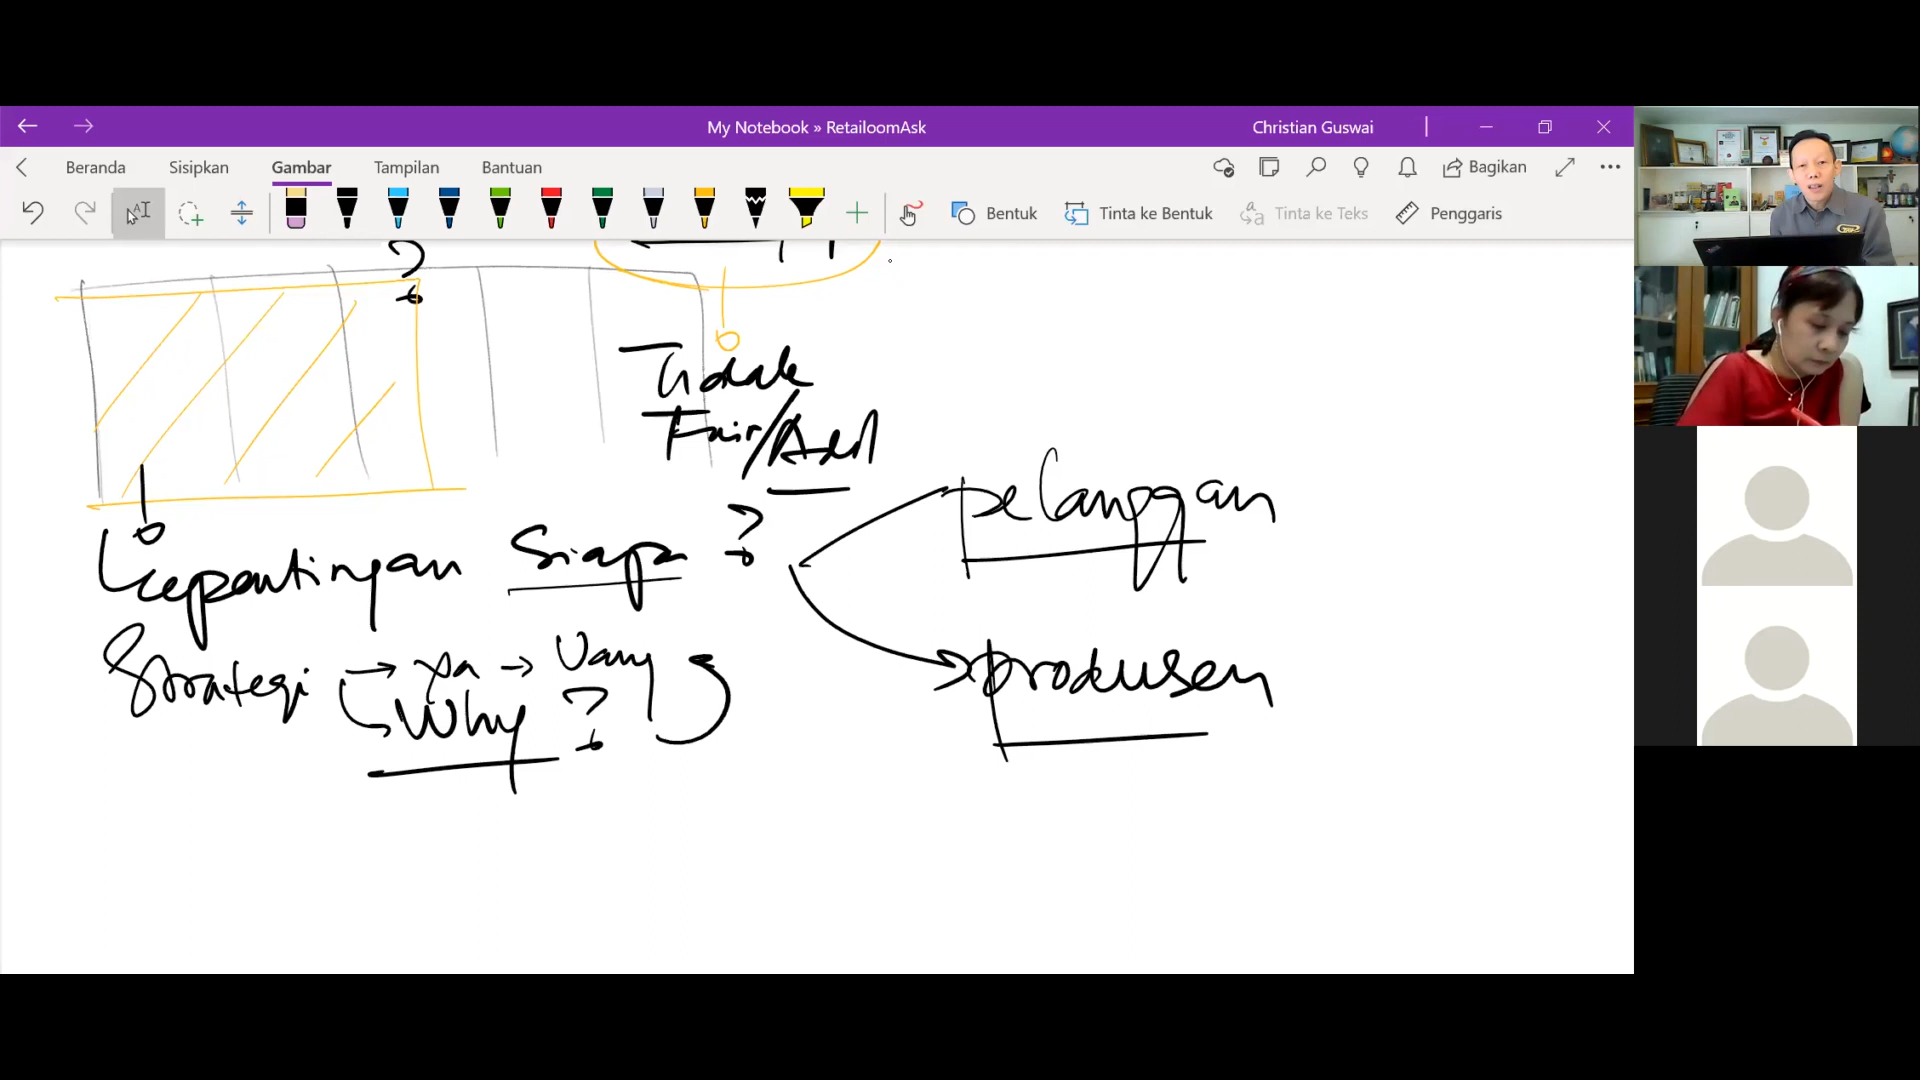 My Notebook » RetailoomAsk
Christian Guswai
Beranda Sisipkan Gambar Tampilan Bantuan
Bagikan
Bentuk Tinta ke Bentuk Tinta ke Teks Penggaris
?
Tidak
Fair/Adil
pelanggan
Kepentingan Siapa ?
Strategi → ya → Uang
Why ?
produsen